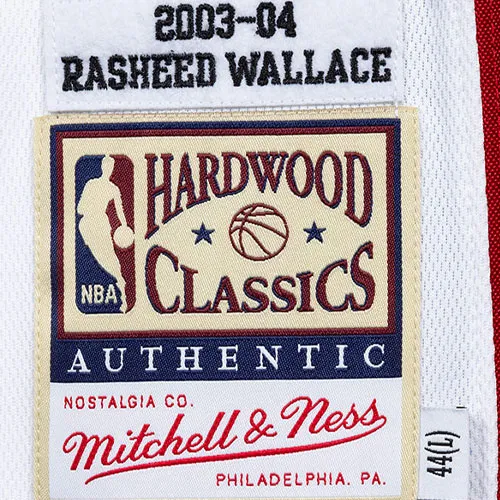 2003-04
RASHEED WALLACE
HARDWOOD
CLASSICS
NBA
AUTHENTIC
NOSTALGIA CO.
Mitchell & Ness
PHILADELPHIA, PA.
44(L)